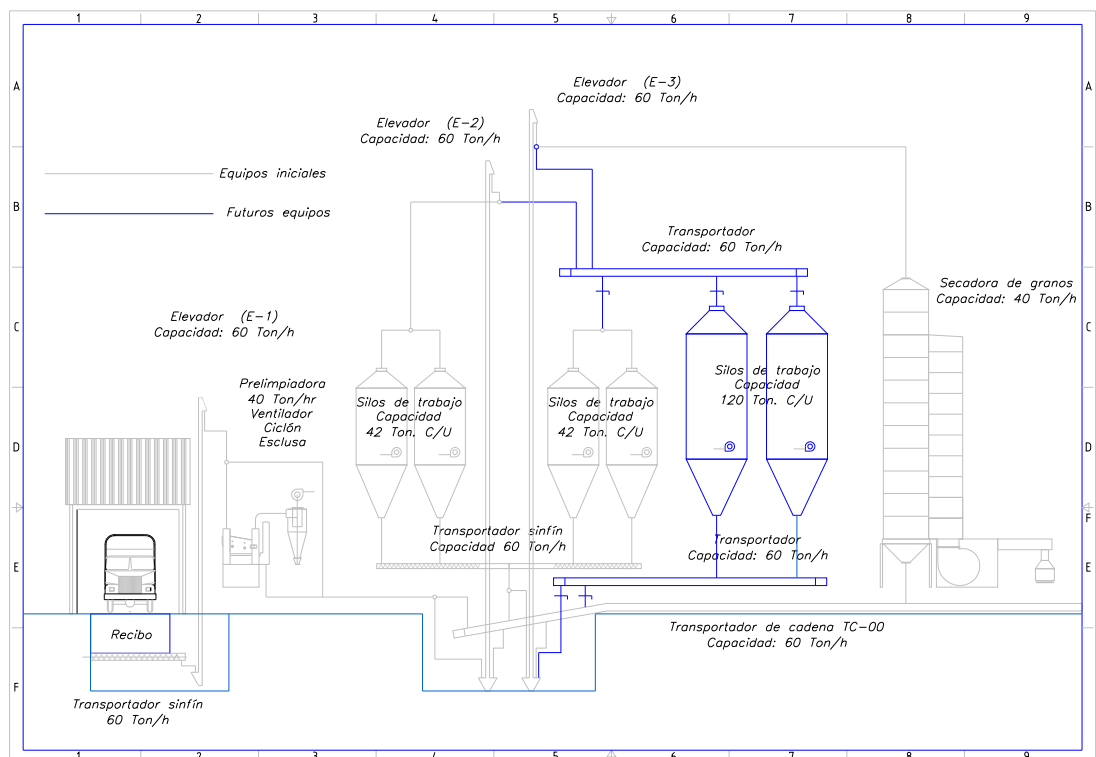 1 2 3 4 5 6 7 8 9
A A
Elevador (E-3)
Capacidad: 60 Ton/h
Elevador (E-2)
Capacidad: 60 Ton/h
Equipos iniciales
B B
Futuros equipos
Transportador
Capacidad: 60 Ton/h
Secadora de granos
Capacidad: 40 Ton/h
Elevador (E-1)
Capacidad: 60 Ton/h
C C
Prelimpiadora
40 Ton/hr
Ventilador
Ciclón
Esclusa
Silos de trabajo
Capacidad
42 Ton. C/U
Silos de trabajo
Capacidad
42 Ton. C/U
Silos de trabajo
Capacidad
120 Ton. C/U
D D
F
Transportador sinfín
Capacidad 60 Ton/h
Transportador
Capacidad: 60 Ton/h
E E
Recibo
Transportador de cadena TC-00
Capacidad: 60 Ton/h
F
Transportador sinfín
60 Ton/h
1 2 3 4 5 6 7 8 9